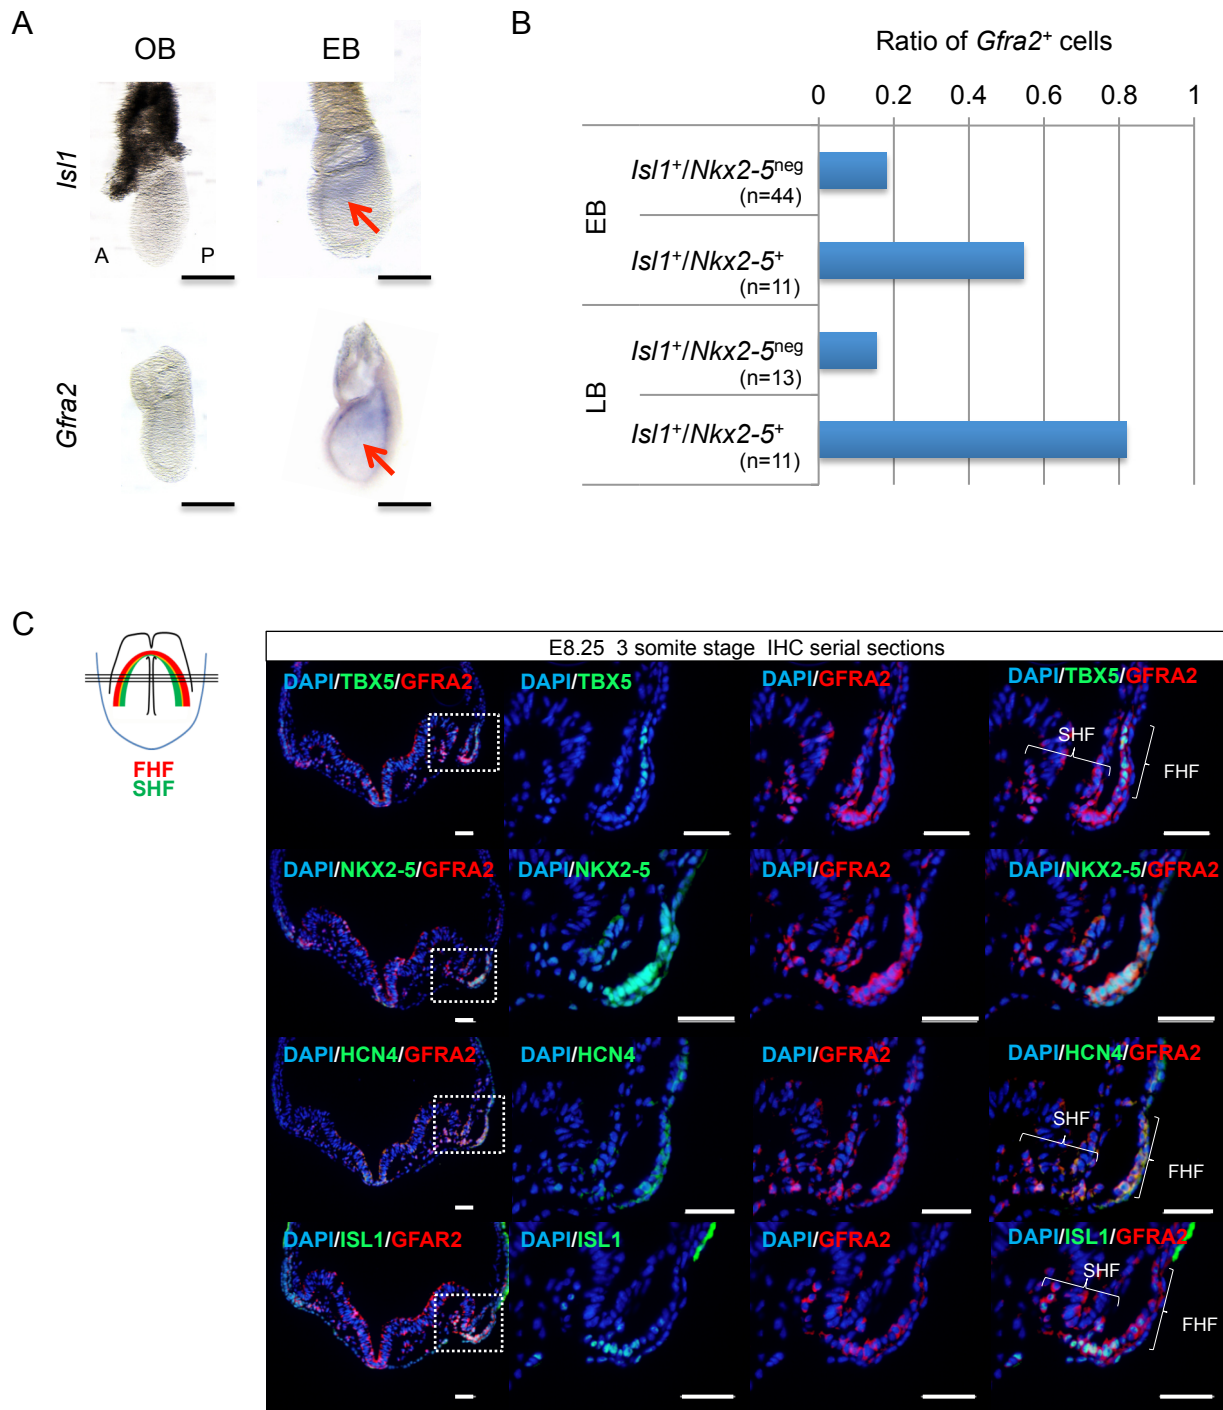 A
OB
EB
Isl1
A
P
Gfra2
B
Ratio of Gfra2⁺ cells
0 0.2 0.4 0.6 0.8 1
EB
Isl1⁺/Nkx2-5ⁿᵉᵍ
(n=44)
Isl1⁺/Nkx2-5⁺
(n=11)
LB
Isl1⁺/Nkx2-5ⁿᵉᵍ
(n=13)
Isl1⁺/Nkx2-5⁺
(n=11)
C
FHF
SHF
E8.25 3 somite stage IHC serial sections
DAPI/TBX5/GFRA2
DAPI/TBX5
DAPI/GFRA2
DAPI/TBX5/GFRA2
SHF
FHF
DAPI/NKX2-5/GFRA2
DAPI/NKX2-5
DAPI/GFRA2
DAPI/NKX2-5/GFRA2
DAPI/HCN4/GFRA2
DAPI/HCN4
DAPI/GFRA2
DAPI/HCN4/GFRA2
SHF
FHF
DAPI/ISL1/GFAR2
DAPI/ISL1
DAPI/GFRA2
DAPI/ISL1/GFRA2
SHF
FHF